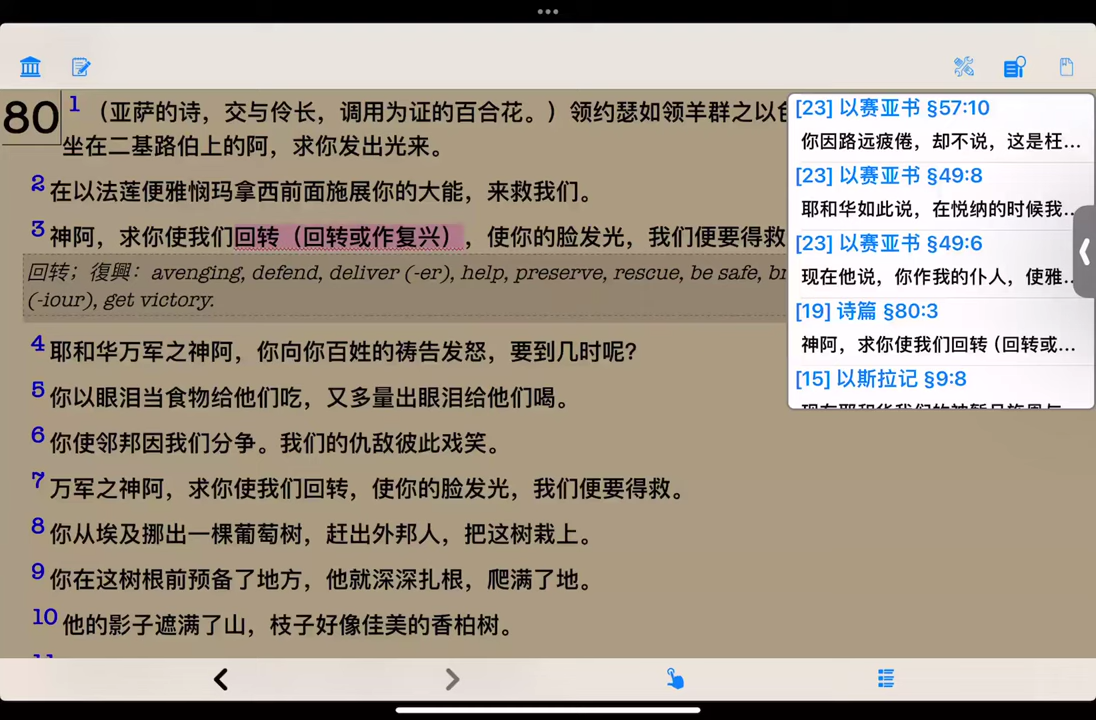 80
1 （亚萨的诗，交与伶长，调用为证的百合花。）领约瑟如领羊群之以
坐在二基路伯上的阿，求你发出光来。
2 在以法莲便雅悯玛拿西前面施展你的大能，来救我们。
3 神阿，求你使我们回转（回转或作复兴），使你的脸发光，我们便要得救
回转；復興：avenging, defend, deliver (-er), help, preserve, rescue, be safe,
(-iour), get victory.
4 耶和华万军之神阿，你向你百姓的祷告发怒，要到几时呢?
5 你以眼泪当食物给他们吃，又多量出眼泪给他们喝。
6 你使邻邦因我们分争。我们的仇敌彼此戏笑。
7 万军之神阿，求你使我们回转，使你的脸发光，我们便要得救。
8 你从埃及挪出一棵葡萄树，赶出外邦人，把这树栽上。
9 你在这树根前预备了地方，他就深深扎根，爬满了地。
10 他的影子遮满了山，枝子好像佳美的香柏树。
[23] 以赛亚书 §57:10
你因路远疲倦，却不说，这是枉...
[23] 以赛亚书 §49:8
耶和华如此说，在悦纳的时候我...
[23] 以赛亚书 §49:6
现在他说，你作我的仆人，使雅...
[19] 诗篇 §80:3
神阿，求你使我们回转（回转或...
[15] 以斯拉记 §9:8